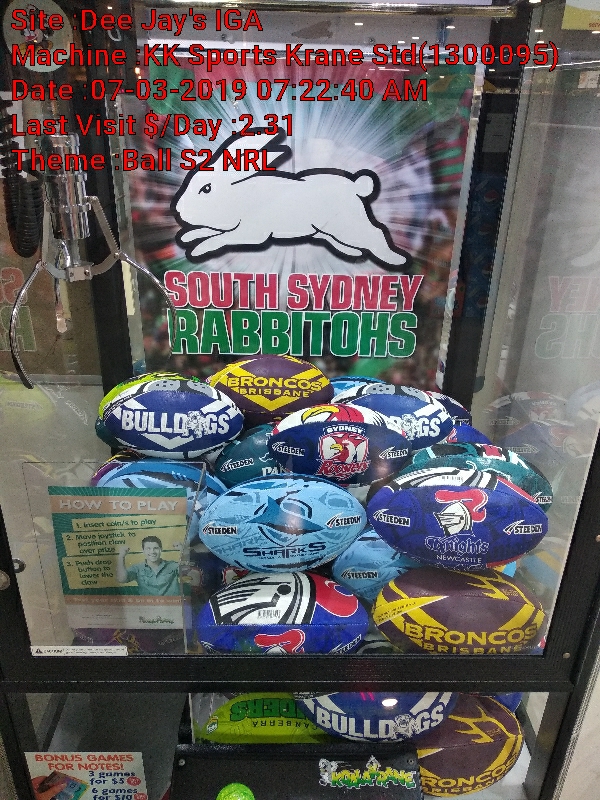 Site :Dee Jay's IGA
Machine :KK Sports Krane Std(1300095)
Date :07-03-2019 07:22:40 AM
Last Visit $/Day :2.31
Theme :Ball S2 NRL
SOUTH SYDNEY
RABBITOHS
BRONCOS
BRISBANE
BULLDOGS
SYDNEY
Roosters
STEEDEN
STEEDEN
STEEDEN
STEEDEN
SHARKS
STEEDEN
STEEDEN
Knights
NEWCASTLE
STEEDEN
HOW TO PLAY
1. Insert coin/s to play
2. Move joystick to
position claw
over prize
3. Push drop
button to
lower the
claw
BRONCOS
BRISBANE
BULLDOGS
BONUS GAMES
FOR NOTES!
3 games
for $5
6 games
for $10